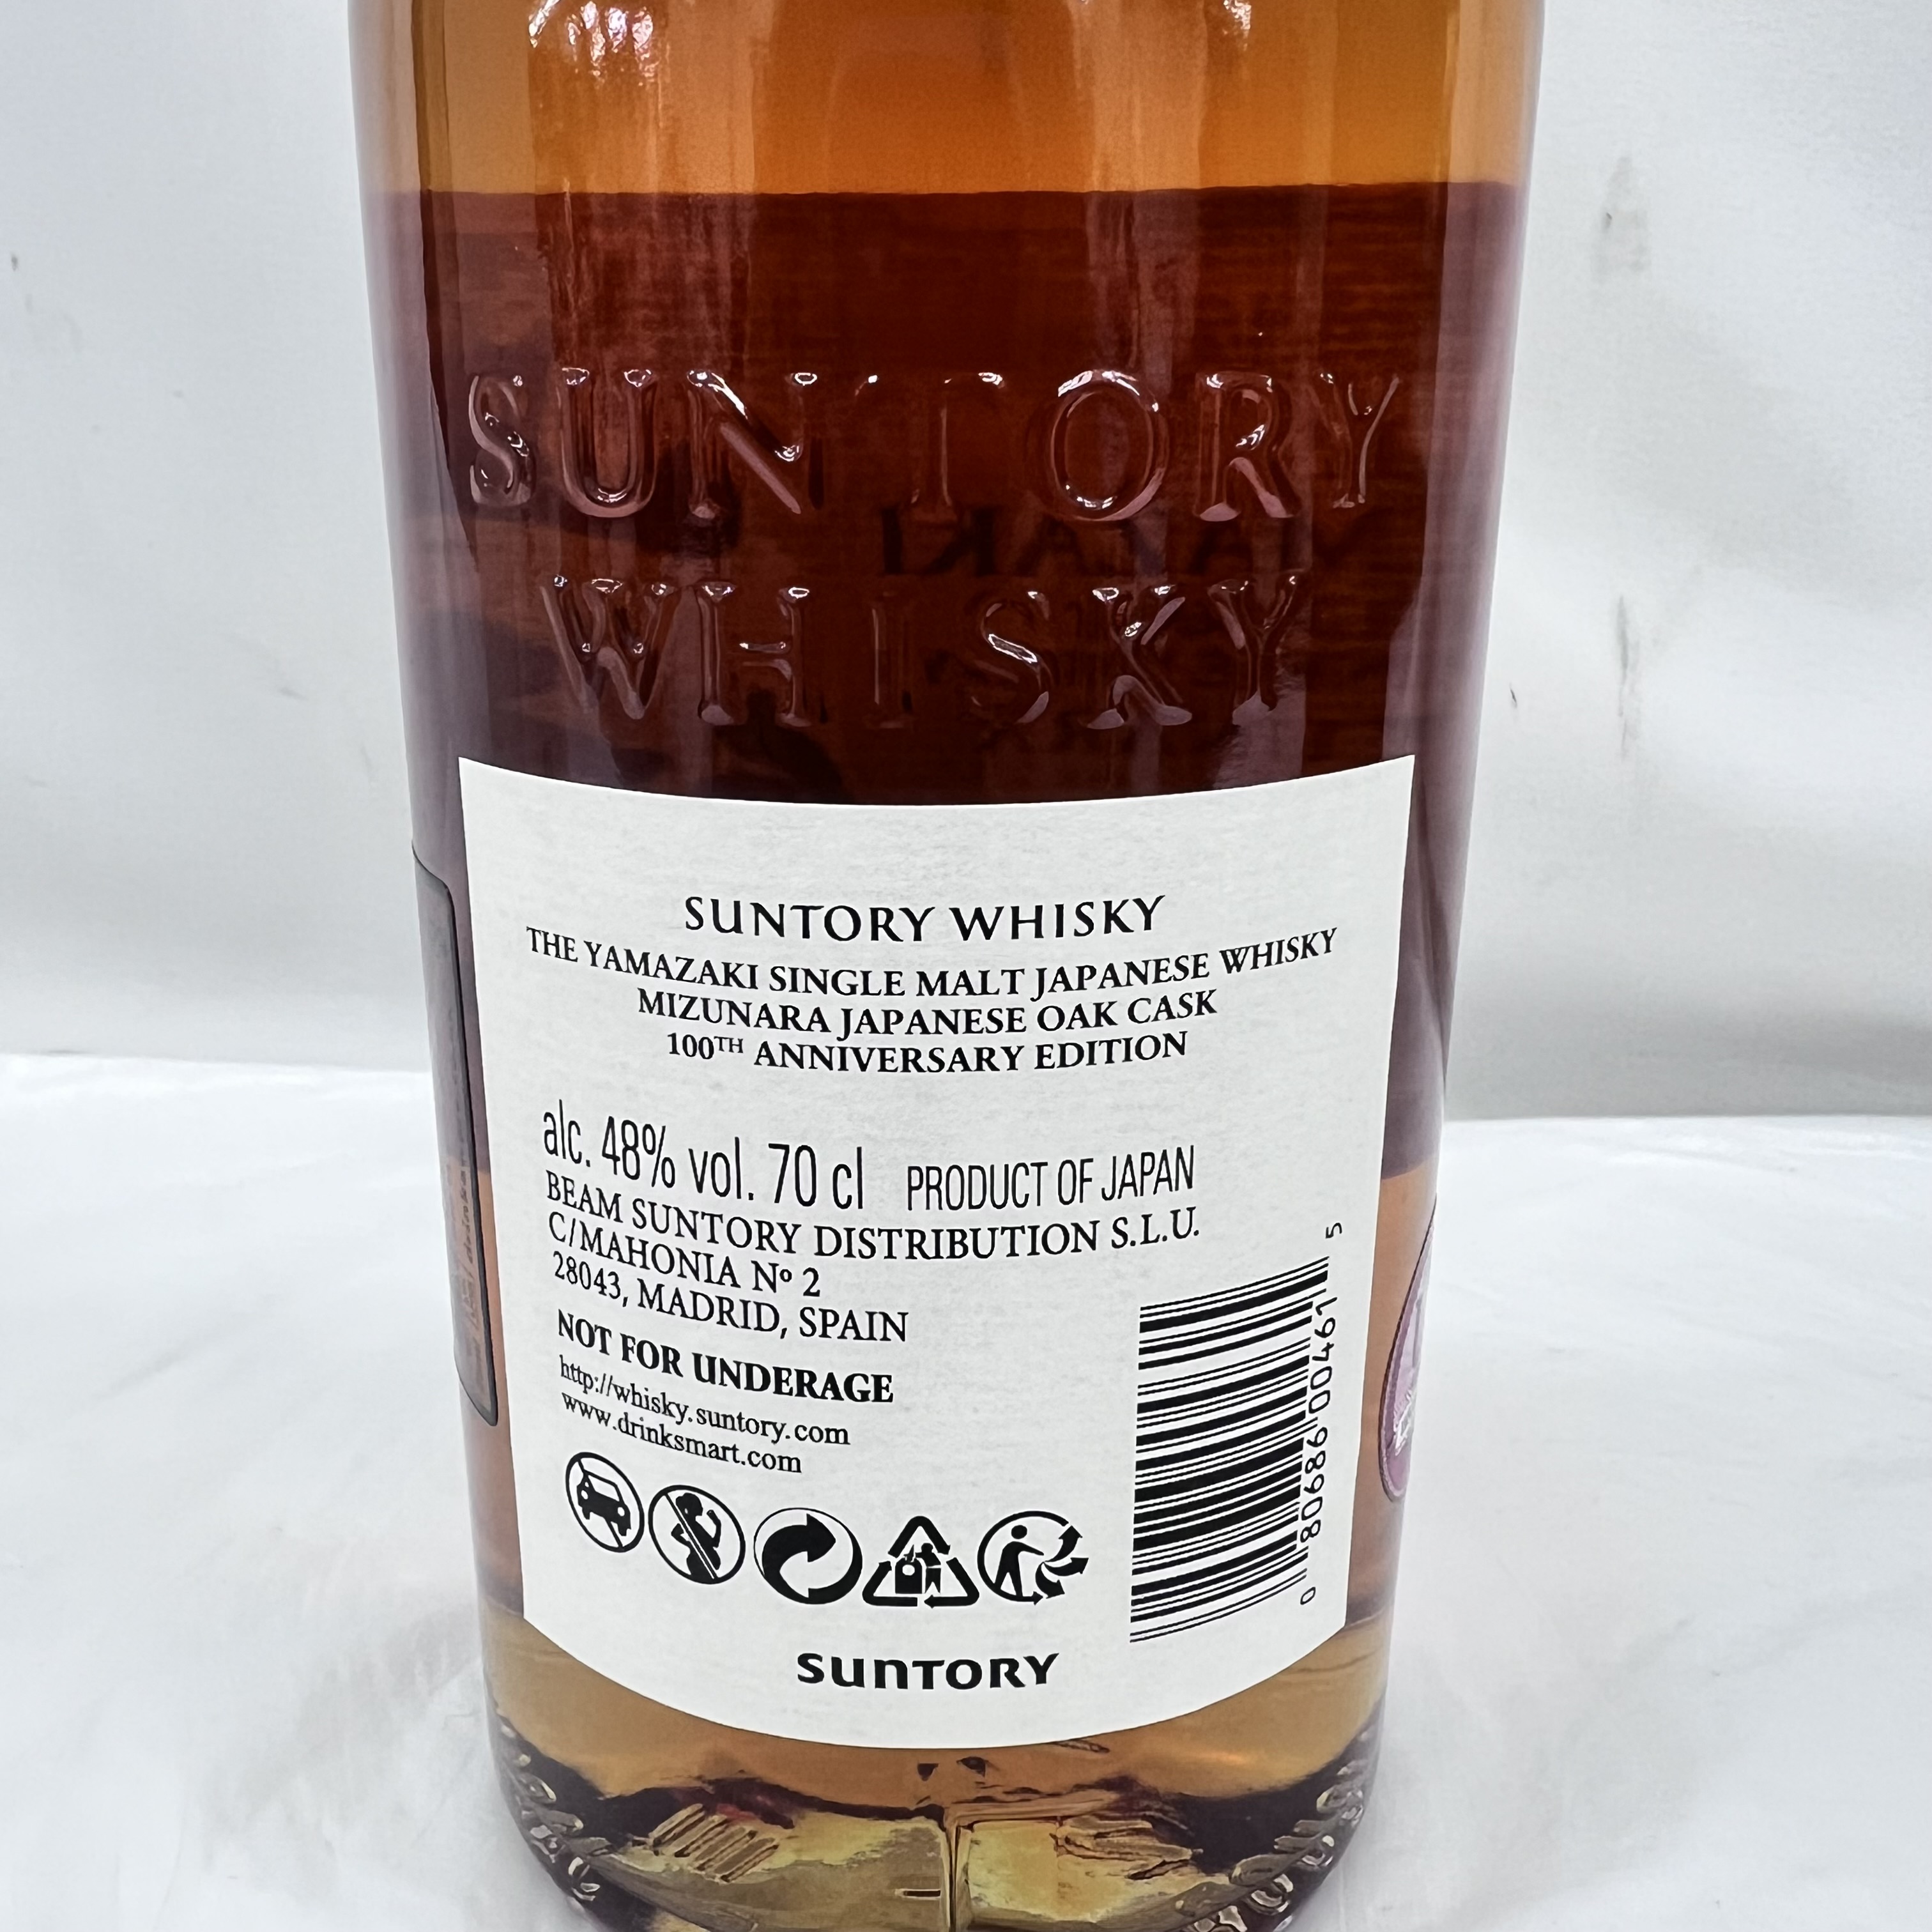 SUNTORY
WHISKY
SUNTORY WHISKY
THE YAMAZAKI SINGLE MALT JAPANESE WHISKY
MIZUNARA JAPANESE OAK CASK
100TH ANNIVERSARY EDITION
alc. 48% vol. 70 cl PRODUCT OF JAPAN
BEAM SUNTORY DISTRIBUTION S.L.U.
C/MAHONIA Nº 2
28043, MADRID, SPAIN
NOT FOR UNDERAGE
http://whisky.suntory.com
www.drinksmart.com
0 80686 00461 5
SUNTORY